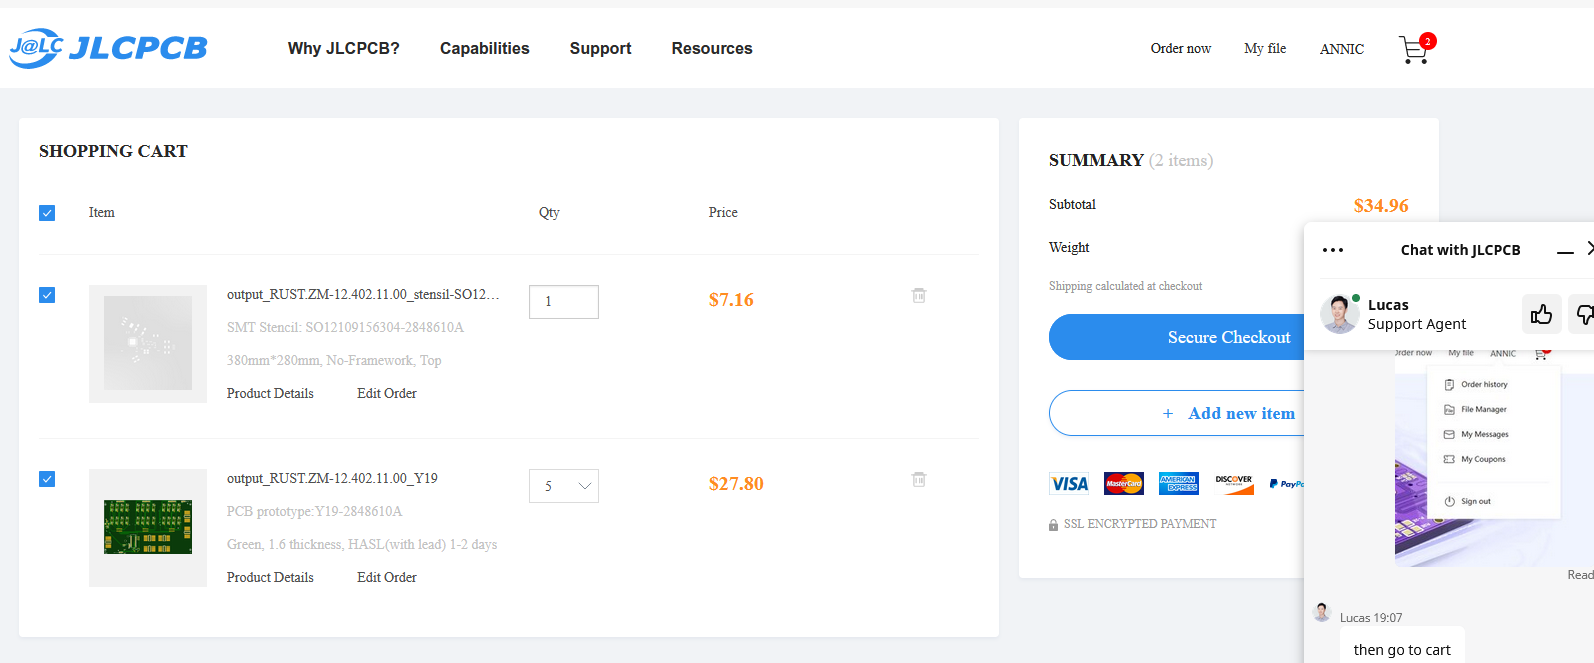 J@LC JLCPCB
Why JLCPCB? Capabilities Support Resources
Order now My file ANNIC 2
SHOPPING CART
Item Qty Price
output_RUST.ZM-12.402.11.00_stensil-SO12...
1 $7.16
SMT Stencil: SO12109156304-2848610A
380mm*280mm, No-Framework, Top
Product Details Edit Order
output_RUST.ZM-12.402.11.00_Y19
5 $27.80
PCB prototype:Y19-2848610A
Green, 1.6 thickness, HASL(with lead) 1-2 days
Product Details Edit Order
SUMMARY (2 items)
Subtotal $34.96
Weight
Shipping calculated at checkout
Secure Checkout
+ Add new item
VISA MasterCard AMERICAN EXPRESS DISCOVER NETWORK PayPa
SSL ENCRYPTED PAYMENT
Chat with JLCPCB
Lucas
Support Agent
Order now My file ANNIC
Order history
File Manager
My Messages
My Coupons
Sign out
Read
Lucas 19:07
then go to cart